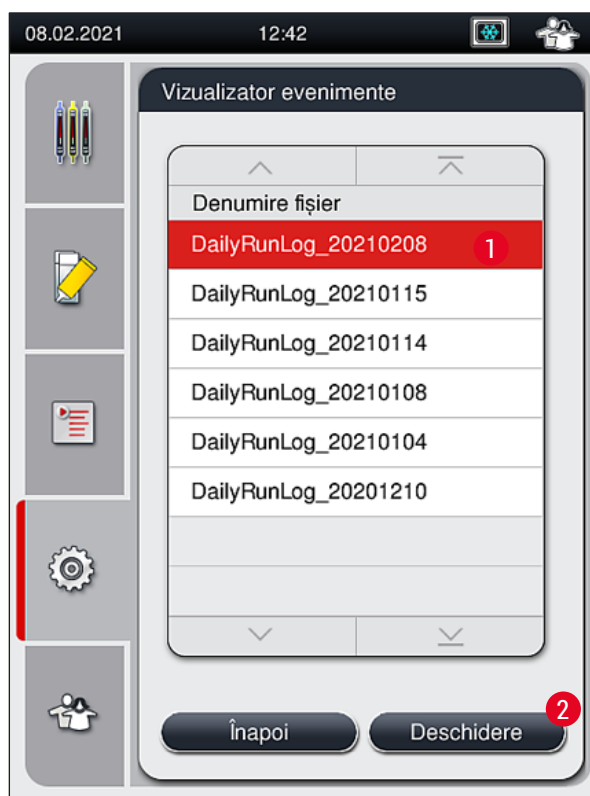 08.02.2021 12:42
Vizualizator evenimente
Denumire fișier
DailyRunLog_20210208 1
DailyRunLog_20210115
DailyRunLog_20210114
DailyRunLog_20210108
DailyRunLog_20210104
DailyRunLog_20201210
Înapoi Deschidere 2